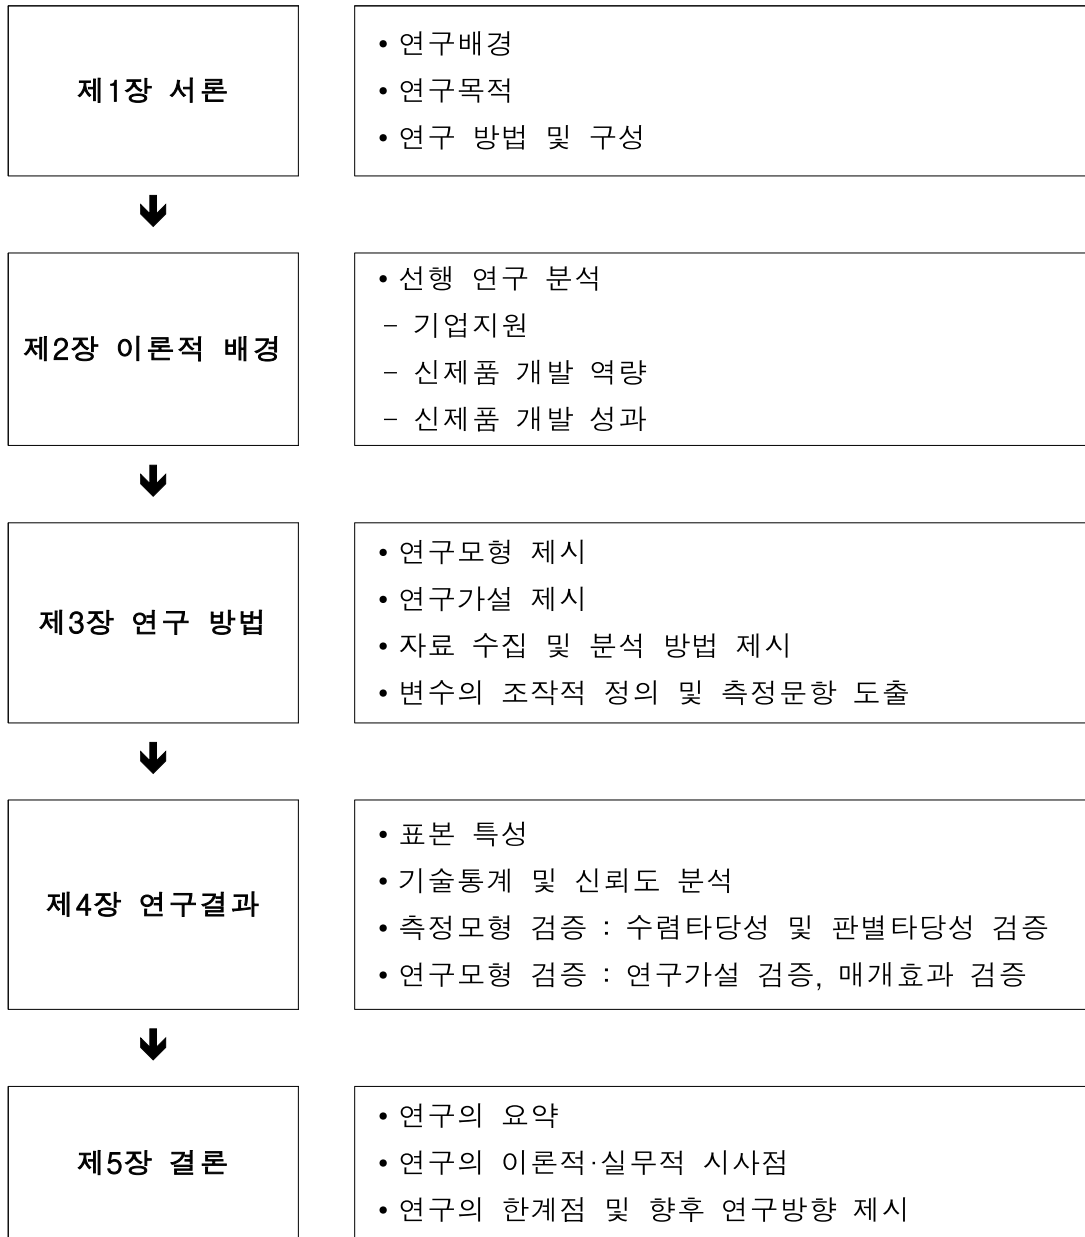 제1장 서론
• 연구배경
• 연구목적
• 연구 방법 및 구성
제2장 이론적 배경
• 선행 연구 분석
- 기업지원
- 신제품 개발 역량
- 신제품 개발 성과
제3장 연구 방법
• 연구모형 제시
• 연구가설 제시
• 자료 수집 및 분석 방법 제시
• 변수의 조작적 정의 및 측정문항 도출
제4장 연구결과
• 표본 특성
• 기술통계 및 신뢰도 분석
• 측정모형 검증 : 수렴타당성 및 판별타당성 검증
• 연구모형 검증 : 연구가설 검증, 매개효과 검증
제5장 결론
• 연구의 요약
• 연구의 이론적·실무적 시사점
• 연구의 한계점 및 향후 연구방향 제시